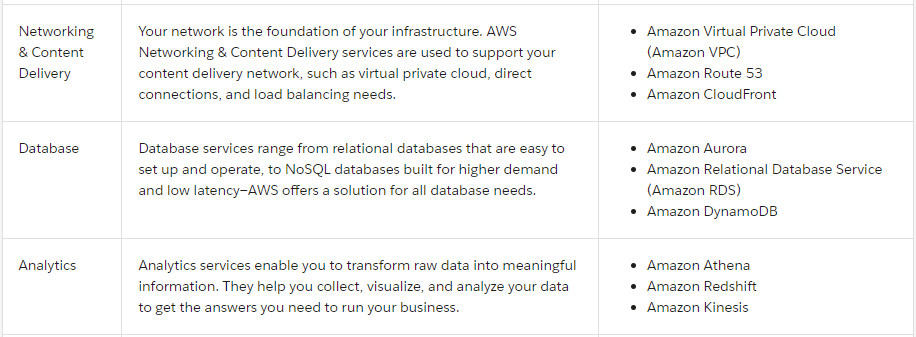 Networking
& Content
Delivery
Your network is the foundation of your infrastructure. AWS
Networking & Content Delivery services are used to support your
content delivery network, such as virtual private cloud, direct
connections, and load balancing needs.
• Amazon Virtual Private Cloud
(Amazon VPC)
• Amazon Route 53
• Amazon CloudFront
Database
Database services range from relational databases that are easy to
set up and operate, to NoSQL databases built for higher demand
and low latency–AWS offers a solution for all database needs.
• Amazon Aurora
• Amazon Relational Database Service
(Amazon RDS)
• Amazon DynamoDB
Analytics
Analytics services enable you to transform raw data into meaningful
information. They help you collect, visualize, and analyze your data
to get the answers you need to run your business.
• Amazon Athena
• Amazon Redshift
• Amazon Kinesis